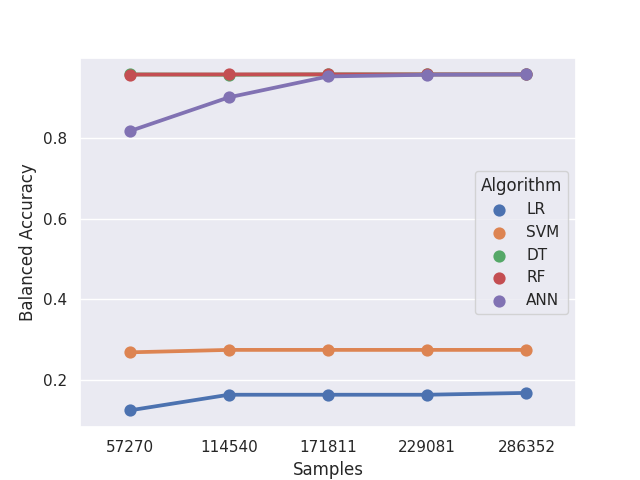 0.8
0.6
0.4
0.2
Balanced Accuracy
57270 114540 171811 229081 286352
Samples
Algorithm
LR
SVM
DT
RF
ANN